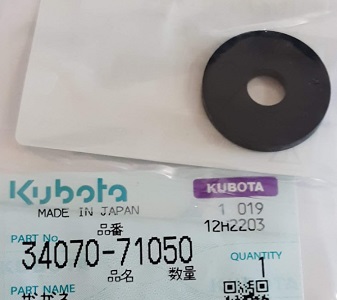 Kubota
KUBOTA
MADE IN JAPAN 1 019
品番 12H2203
PART No
34070-71050 QUANTITY
品名 数量 1
PART NAME